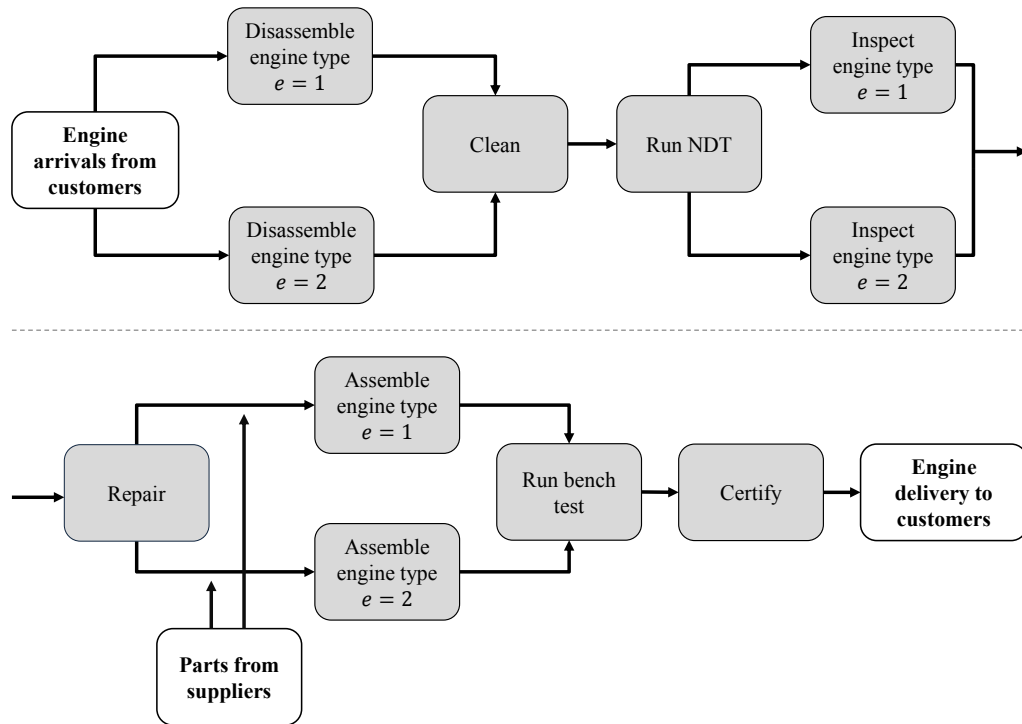 Disassemble
engine type
e = 1
Engine
arrivals from
customers
Disassemble
engine type
e = 2
Clean
Run NDT
Inspect
engine type
e = 1
Inspect
engine type
e = 2
Repair
Parts from
suppliers
Assemble
engine type
e = 1
Assemble
engine type
e = 2
Run bench
test
Certify
Engine
delivery to
customers